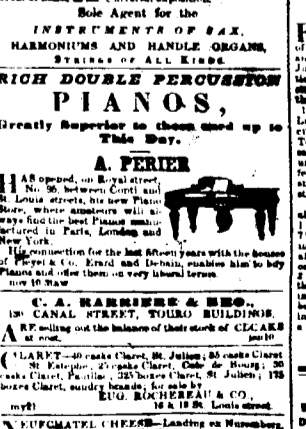 Sole Agent for the
INSTRUMENTS OF SAX,
HARMONIUMS AND HANDLE ORGANS,
STRINGS OF ALL KINDS.
RICH DOUBLE PERCUSSION
PIANOS,
Greatly Superior to those used up to
This Day.
A. PERIER
HAS opened, on Royal street,
No. 96, between Conti and
St. Louis streets, his new Piano
Store, where amateurs will al-
ways find the best Pianos manu-
factured in Paris, London and
New York.
His connection for the last fifteen years with the houses
of Pleyel & Co. Erard and Debain, enables him to buy
Pianos and offer them on very liberal terms.
nov 10
C. A. BARRIERE & BRO.,
CANAL STREET, TOURO BUILDINGS.
ARE selling out the balance of their stock of CLOAKS
at cost.
CLARET—40 casks Claret, St. Julien; 35 casks Claret
St Estephe; casks Cote de Bourg; 30
casks Claret, Pauillac; 325 boxes Claret, St Julien; 175
boxes Claret, sundry brands; for sale by
EUG. ROCHEREAU & CO.,
my21 16 & 18 St. Louis street.
NEUFCHATEL CHEESE—Landing ex Nuremberg,